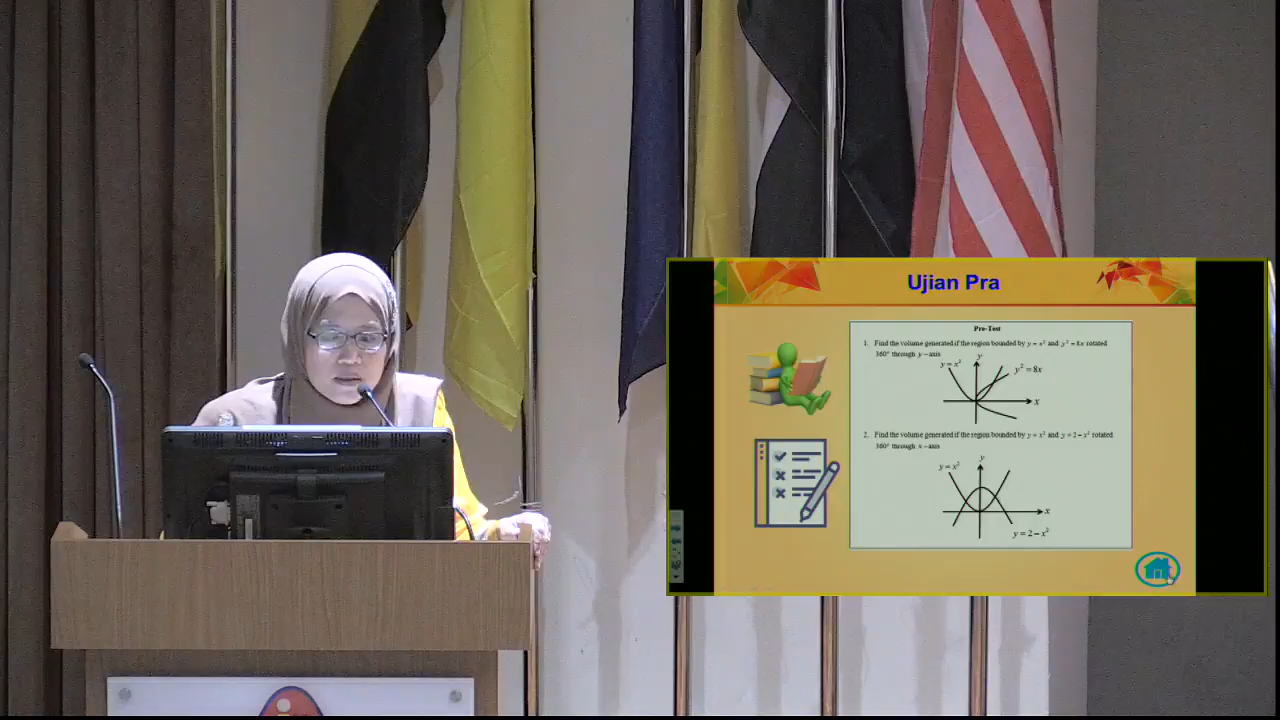 Ujian Pra
Pre-Test
1. Find the volume generated if the region bounded by y = x² and y² = 8x rotated
360° through y – axis
y = x²
y
y² = 8x
x
2. Find the volume generated if the region bounded by y = x² and y = 2 – x² rotated
360° through x – axis
y = x²
y
x
y = 2 – x²